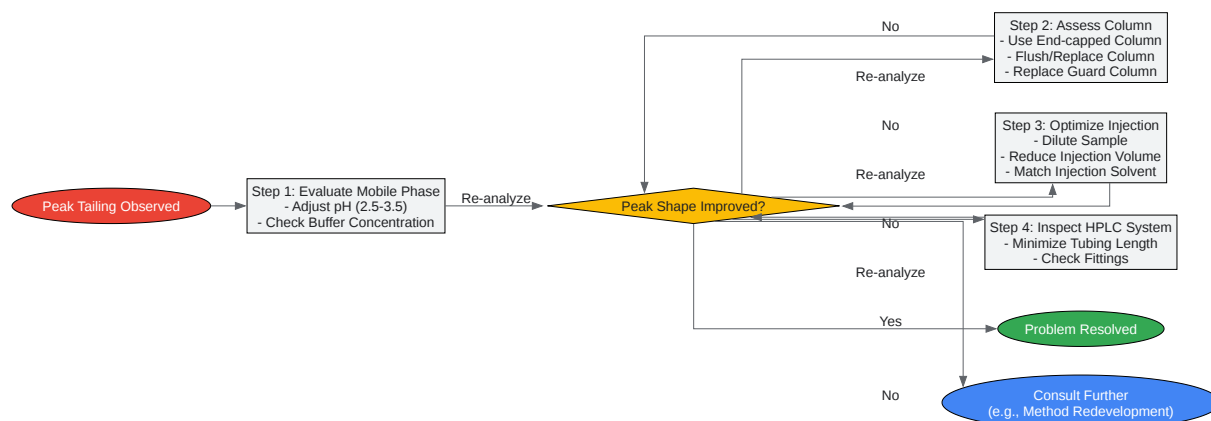 No
Step 2: Assess Column
- Use End-capped Column
- Flush/Replace Column
- Replace Guard Column
Re-analyze
No
Step 3: Optimize Injection
- Dilute Sample
- Reduce Injection Volume
- Match Injection Solvent
Re-analyze
Peak Tailing Observed
Step 1: Evaluate Mobile Phase
- Adjust pH (2.5-3.5)
- Check Buffer Concentration
Re-analyze
Peak Shape Improved?
No
Step 4: Inspect HPLC System
- Minimize Tubing Length
- Check Fittings
Re-analyze
Yes
Problem Resolved
No
Consult Further
(e.g., Method Redevelopment)